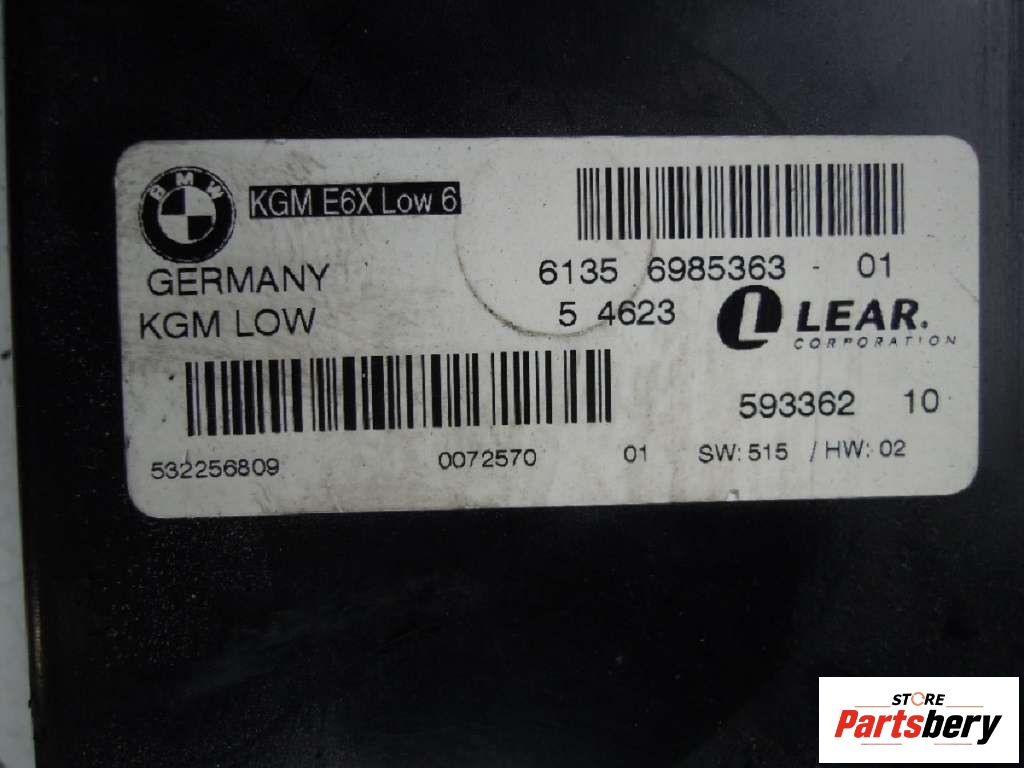 BMW
KGM E6X Low 6
GERMANY
6135 6985363 - 01
KGM LOW
5 4623
LEAR.
CORPORATION
593362 10
532256809 0072570 01 SW: 515 / HW: 02
STORE
Partsbery